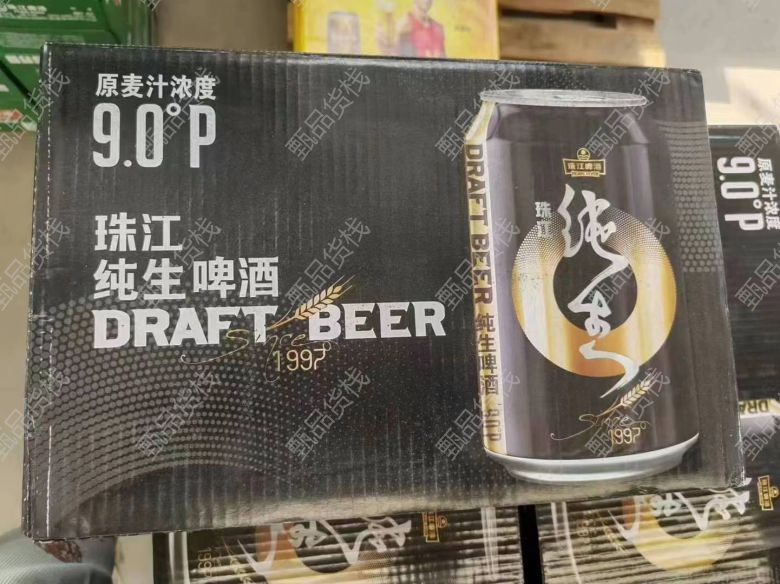 原麦汁浓度
9.0°P
珠江
纯生啤酒
DRAFT BEER
Since
1997
珠江啤酒
珠江
纯生
DRAFT BEER 纯生啤酒 9.0°P
Since
1997
原麦汁浓度
9.0°P
甄品货栈